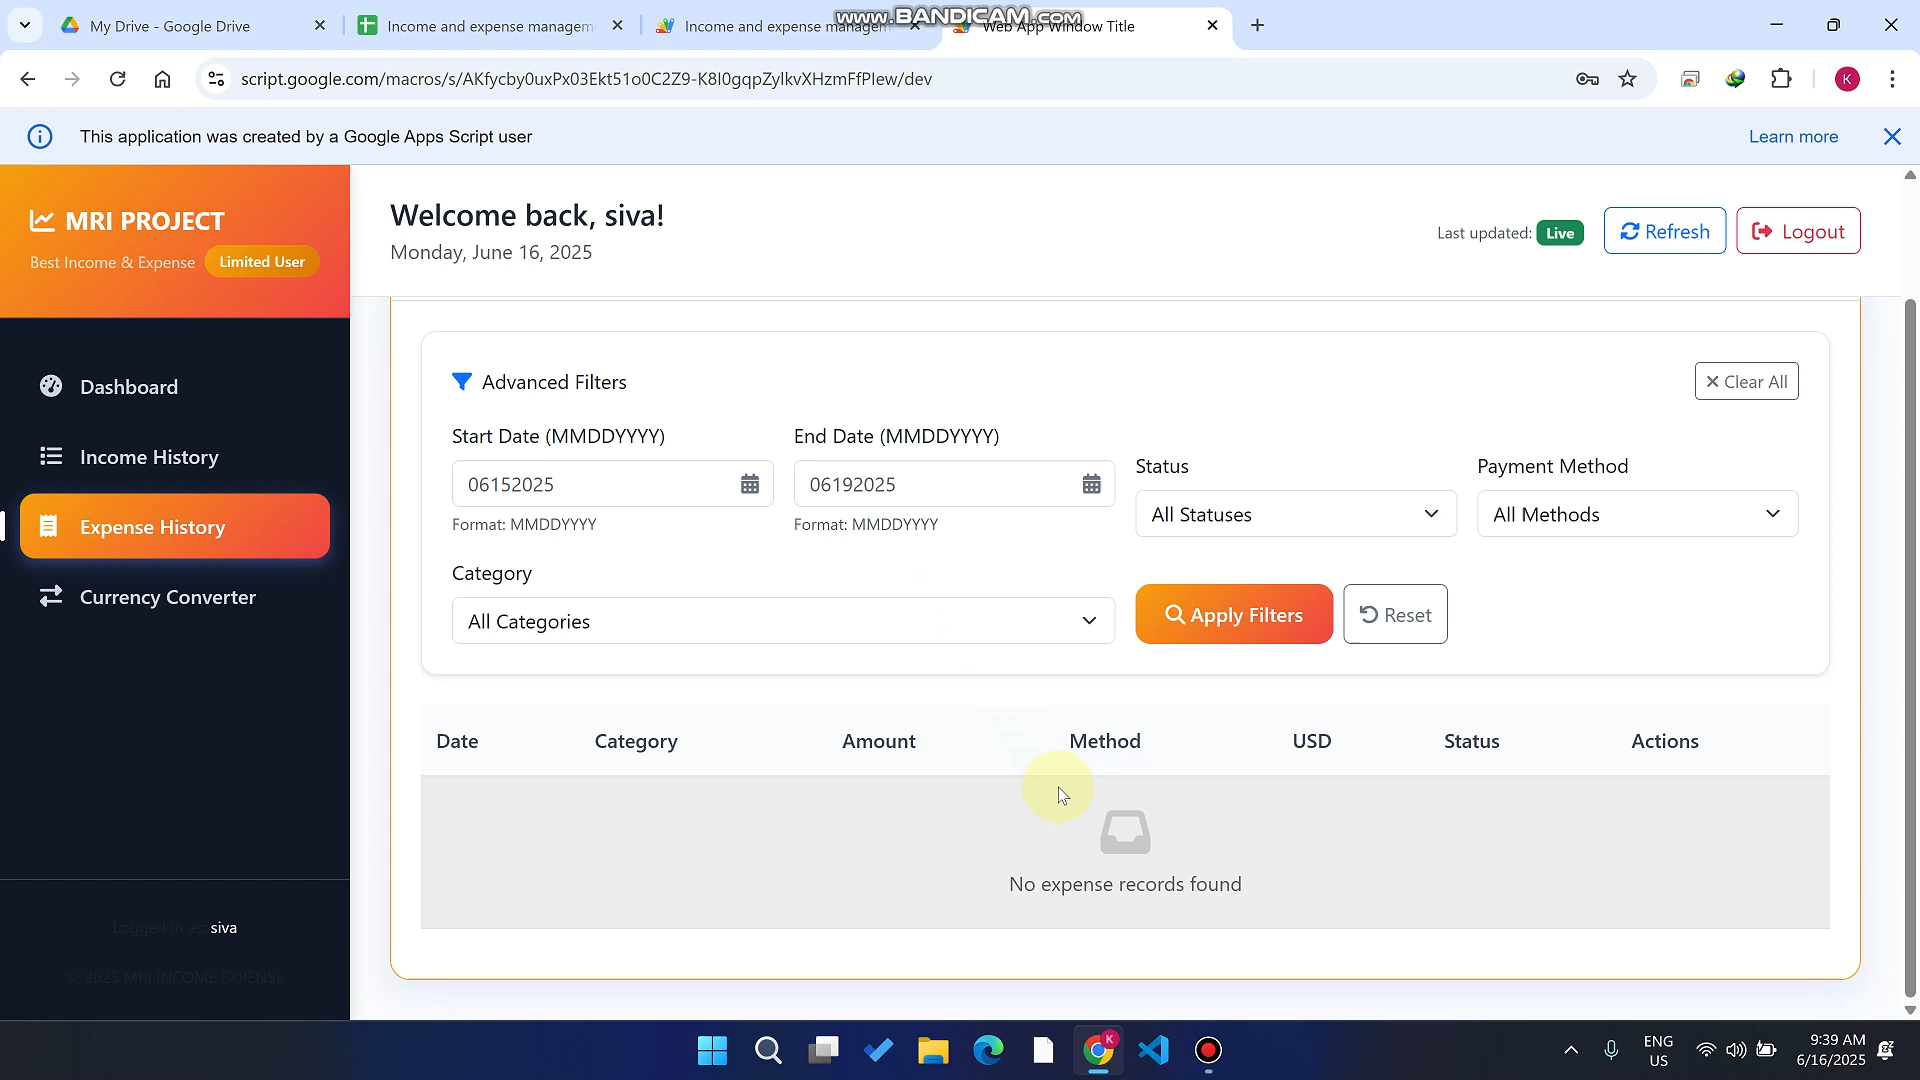 My Drive - Google Drive
Income and expense managem
Income and expense managem
Web App Window Title
www.BANDICAM.com
script.google.com/macros/s/AKfycby0uxPx03Ekt51o0C2Z9-K8I0gqpZylkvXHzmFfPIew/dev
K
This application was created by a Google Apps Script user
Learn more
MRI PROJECT
Best Income & Expense
Limited User
Welcome back, siva!
Monday, June 16, 2025
Last updated: Live
Refresh
Logout
Dashboard
Income History
Expense History
Currency Converter
Logged in as: siva
© 2025 MRI INCOME EXPENSE
Advanced Filters
Clear All
Start Date (MMDDYYYY)
End Date (MMDDYYYY)
Status
Payment Method
06152025
06192025
All Statuses
All Methods
Format: MMDDYYYY
Format: MMDDYYYY
Category
All Categories
Apply Filters
Reset
Date Category Amount Method USD Status Actions
No expense records found
K
ENG
US
9:39 AM
6/16/2025